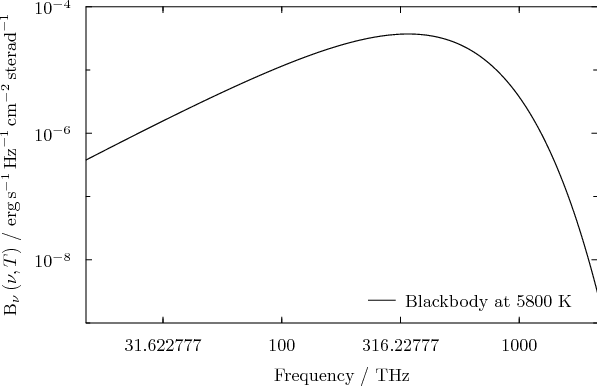 10−4
10−6
10−8
Bν (ν, T) / erg s−1 Hz−1 cm−2 sterad−1
Blackbody at 5800 K
31.622777 100 316.22777 1000
Frequency / THz